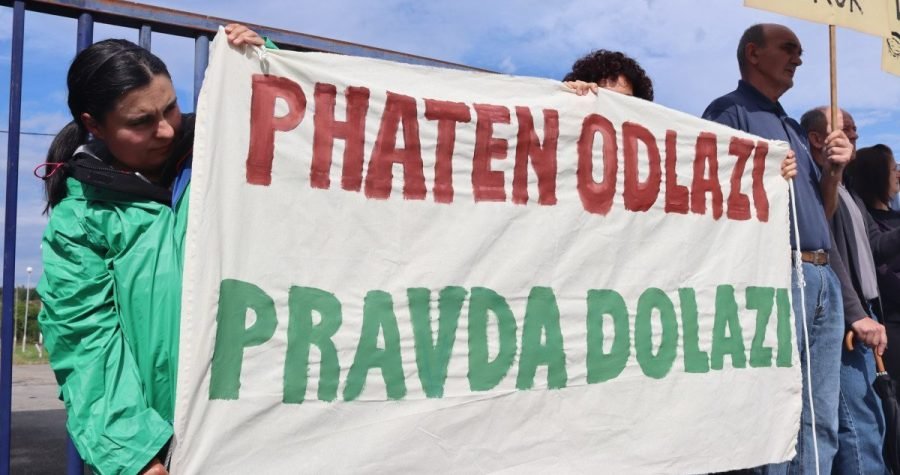 PHATEN ODLAZI
PRAVDA DOLAZI